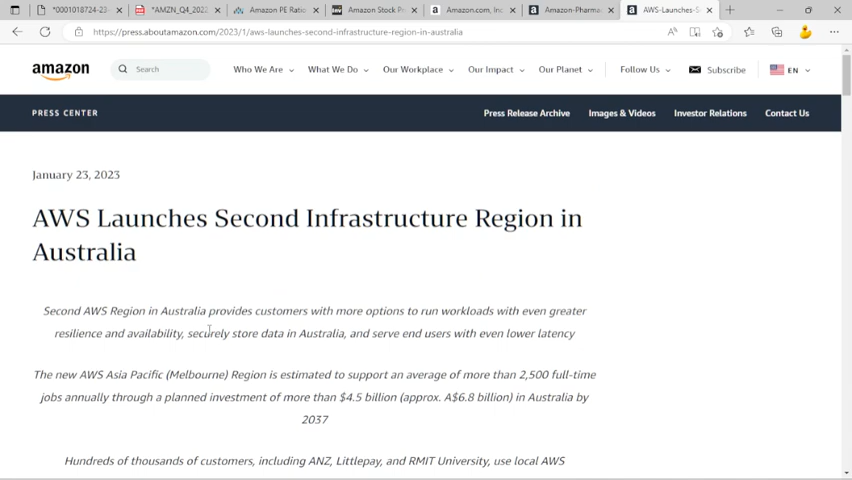 *0001018724-23-
*AMZN_Q4_2022
Amazon PE Ratio
Amazon Stock Pr
Amazon.com, Inc
Amazon-Pharma
AWS-Launches-S
https://press.aboutamazon.com/2023/1/aws-launches-second-infrastructure-region-in-australia
amazon
Search
Who We Are
What We Do
Our Workplace
Our Impact
Our Planet
Follow Us
Subscribe
EN
PRESS CENTER
Press Release Archive
Images & Videos
Investor Relations
Contact Us
January 23, 2023
AWS Launches Second Infrastructure Region in
Australia
Second AWS Region in Australia provides customers with more options to run workloads with even greater
resilience and availability, securely store data in Australia, and serve end users with even lower latency
The new AWS Asia Pacific (Melbourne) Region is estimated to support an average of more than 2,500 full-time
jobs annually through a planned investment of more than $4.5 billion (approx. A$6.8 billion) in Australia by
2037
Hundreds of thousands of customers, including ANZ, Littlepay, and RMIT University, use local AWS